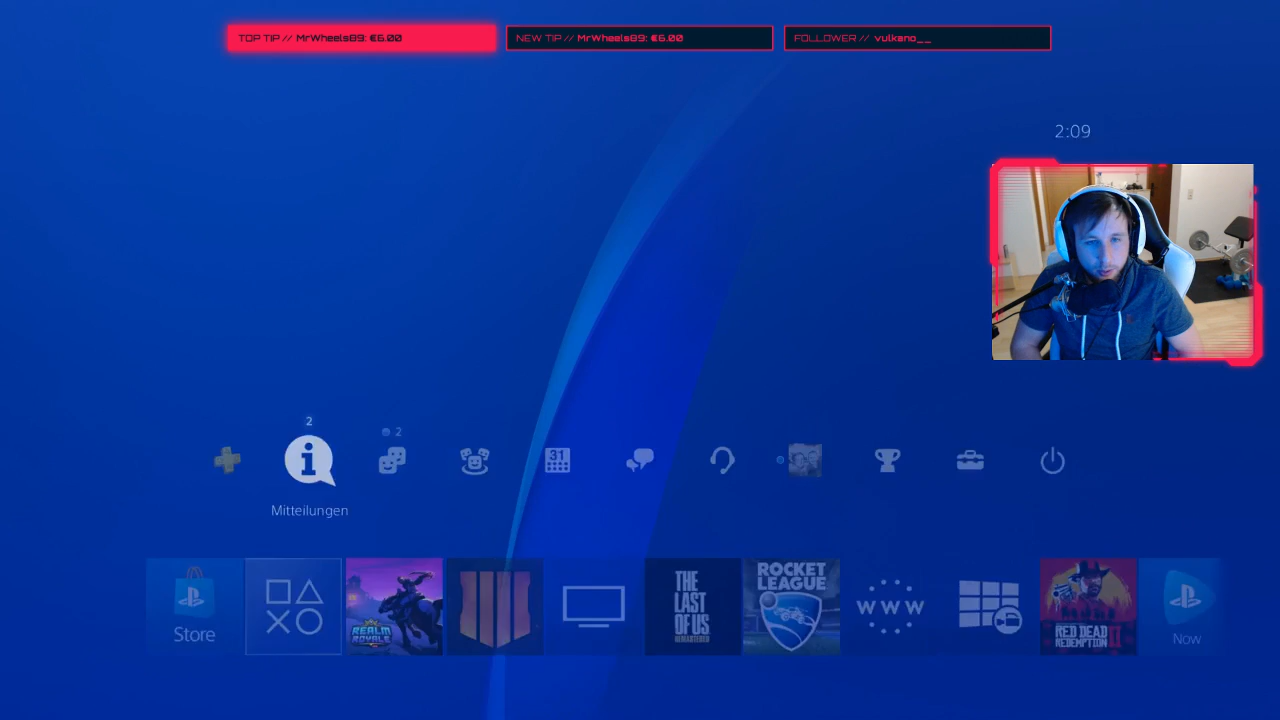 TOP TIP // MrWheels89: €6.00
NEW TIP // MrWheels89: €6.00
FOLLOWER // vulkano__
2:09
2
2
31
Mitteilungen
Store
REALM ROYALE
THE
LAST
OF US
REMASTERED
ROCKET
LEAGUE
WWW
RED DEAD
REDEMPTION II
Now